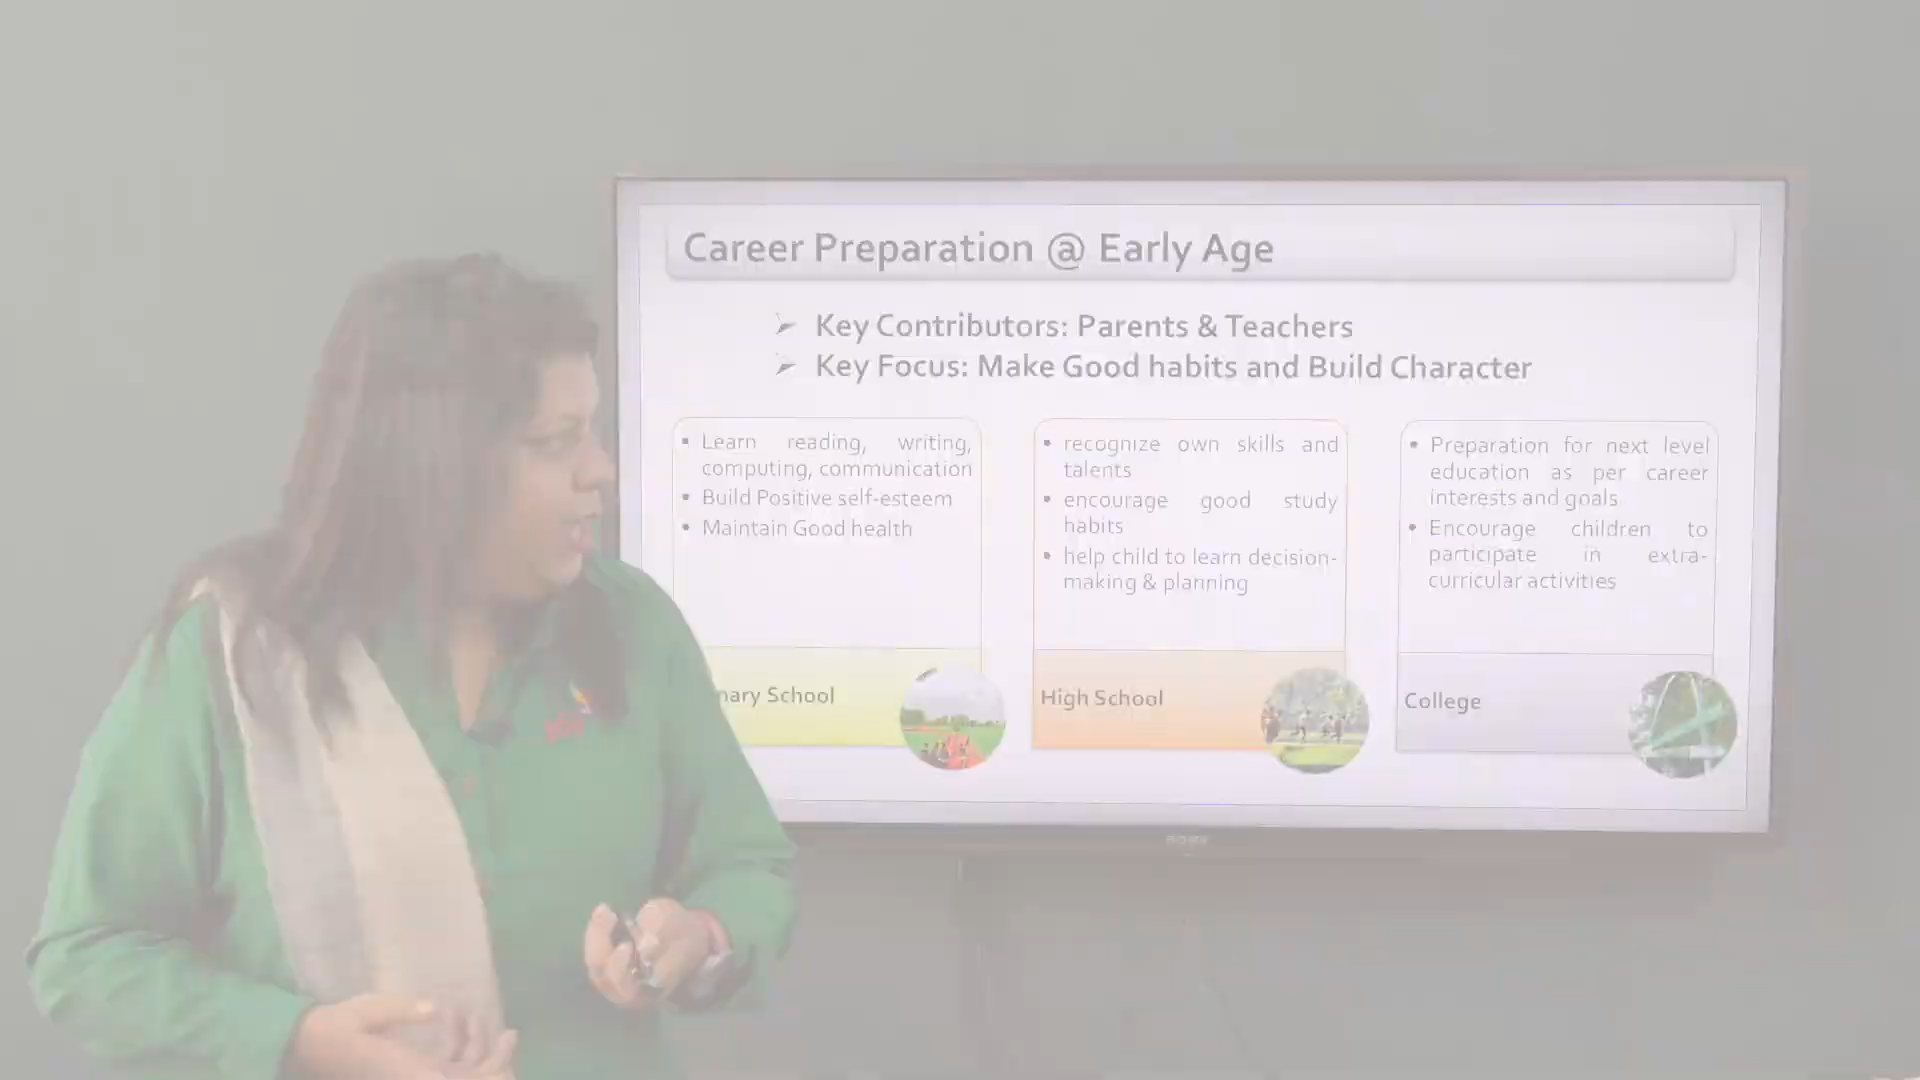 Career Preparation @ Early Age
Key Contributors: Parents & Teachers
Key Focus: Make Good habits and Build Character
Learn reading, writing,
computing, communication
Build Positive self-esteem
Maintain Good health
nary School
recognize own skills and
talents
encourage good study
habits
help child to learn decision-
making & planning
High School
Preparation for next level
education as per career
interests and goals
Encourage children to
participate in extra-
curricular activities
College